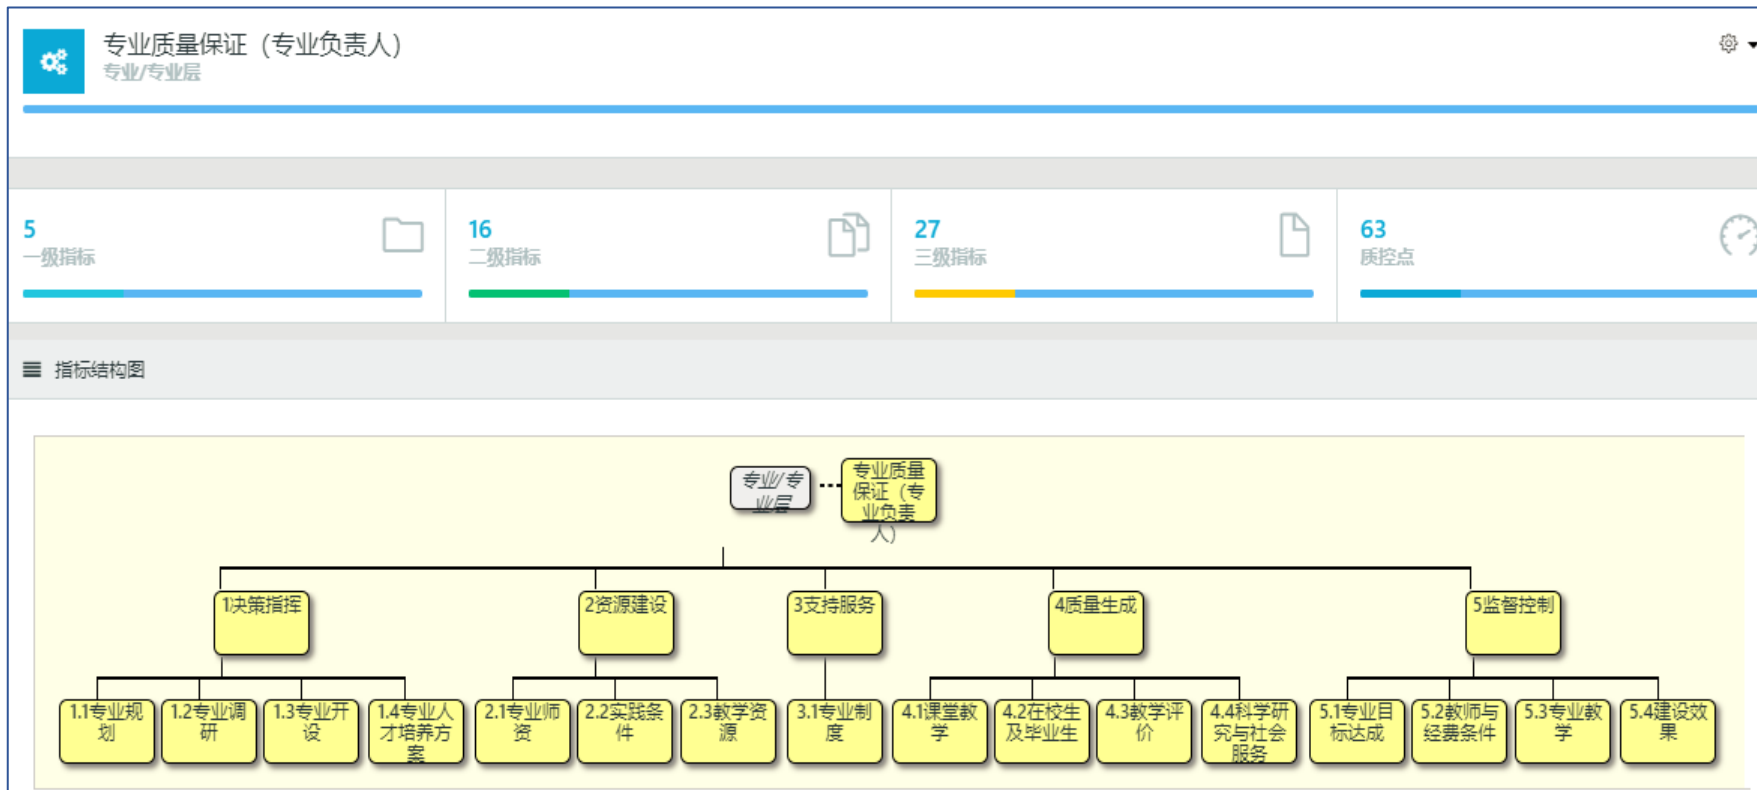 专业质量保证（专业负责人）
专业/专业层
5
一级指标
16
二级指标
27
三级指标
63
质控点
指标结构图
专业/专
业层
专业质量
保证（专
业负责
人）
1决策指挥
2资源建设
3支持服务
4质量生成
5监督控制
1.1专业规
划
1.2专业调
研
1.3专业开
设
1.4专业人
才培养方
案
2.1专业师
资
2.2实践条
件
2.3教学资
源
3.1专业制
度
4.1课堂教
学
4.2在校生
及毕业生
4.3教学评
价
4.4科学研
究与社会
服务
5.1专业目
标达成
5.2教师与
经费条件
5.3专业教
学
5.4建设效
果